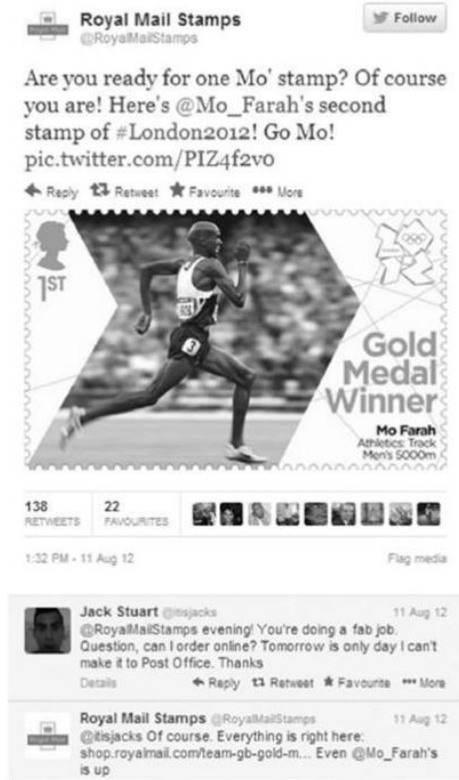 Royal Mail Stamps
@RoyalMailStamps
Follow
Are you ready for one Mo' stamp? Of course
you are! Here's @Mo_Farah's second
stamp of #London2012! Go Mo!
pic.twitter.com/PIZ4f2vo
Reply Retweet Favourite More
1ST
Gold
Medal
Winner
Mo Farah
Athletics: Track
Men's 5000m
3
138 22
RETWEETS FAVOURITES
1:32 PM - 11 Aug 12 Flag media
Jack Stuart @itisjacks 11 Aug 12
@RoyalMailStamps evening! You're doing a fab job.
Question, can I order online? Tomorrow is only day I can't
make it to Post Office. Thanks
Details Reply Retweet Favourite More
Royal Mail Stamps @RoyalMailStamps 11 Aug 12
@itisjacks Of course. Everything is right here:
shop.royalmail.com/team-gb-gold-m... Even @Mo_Farah's
is up